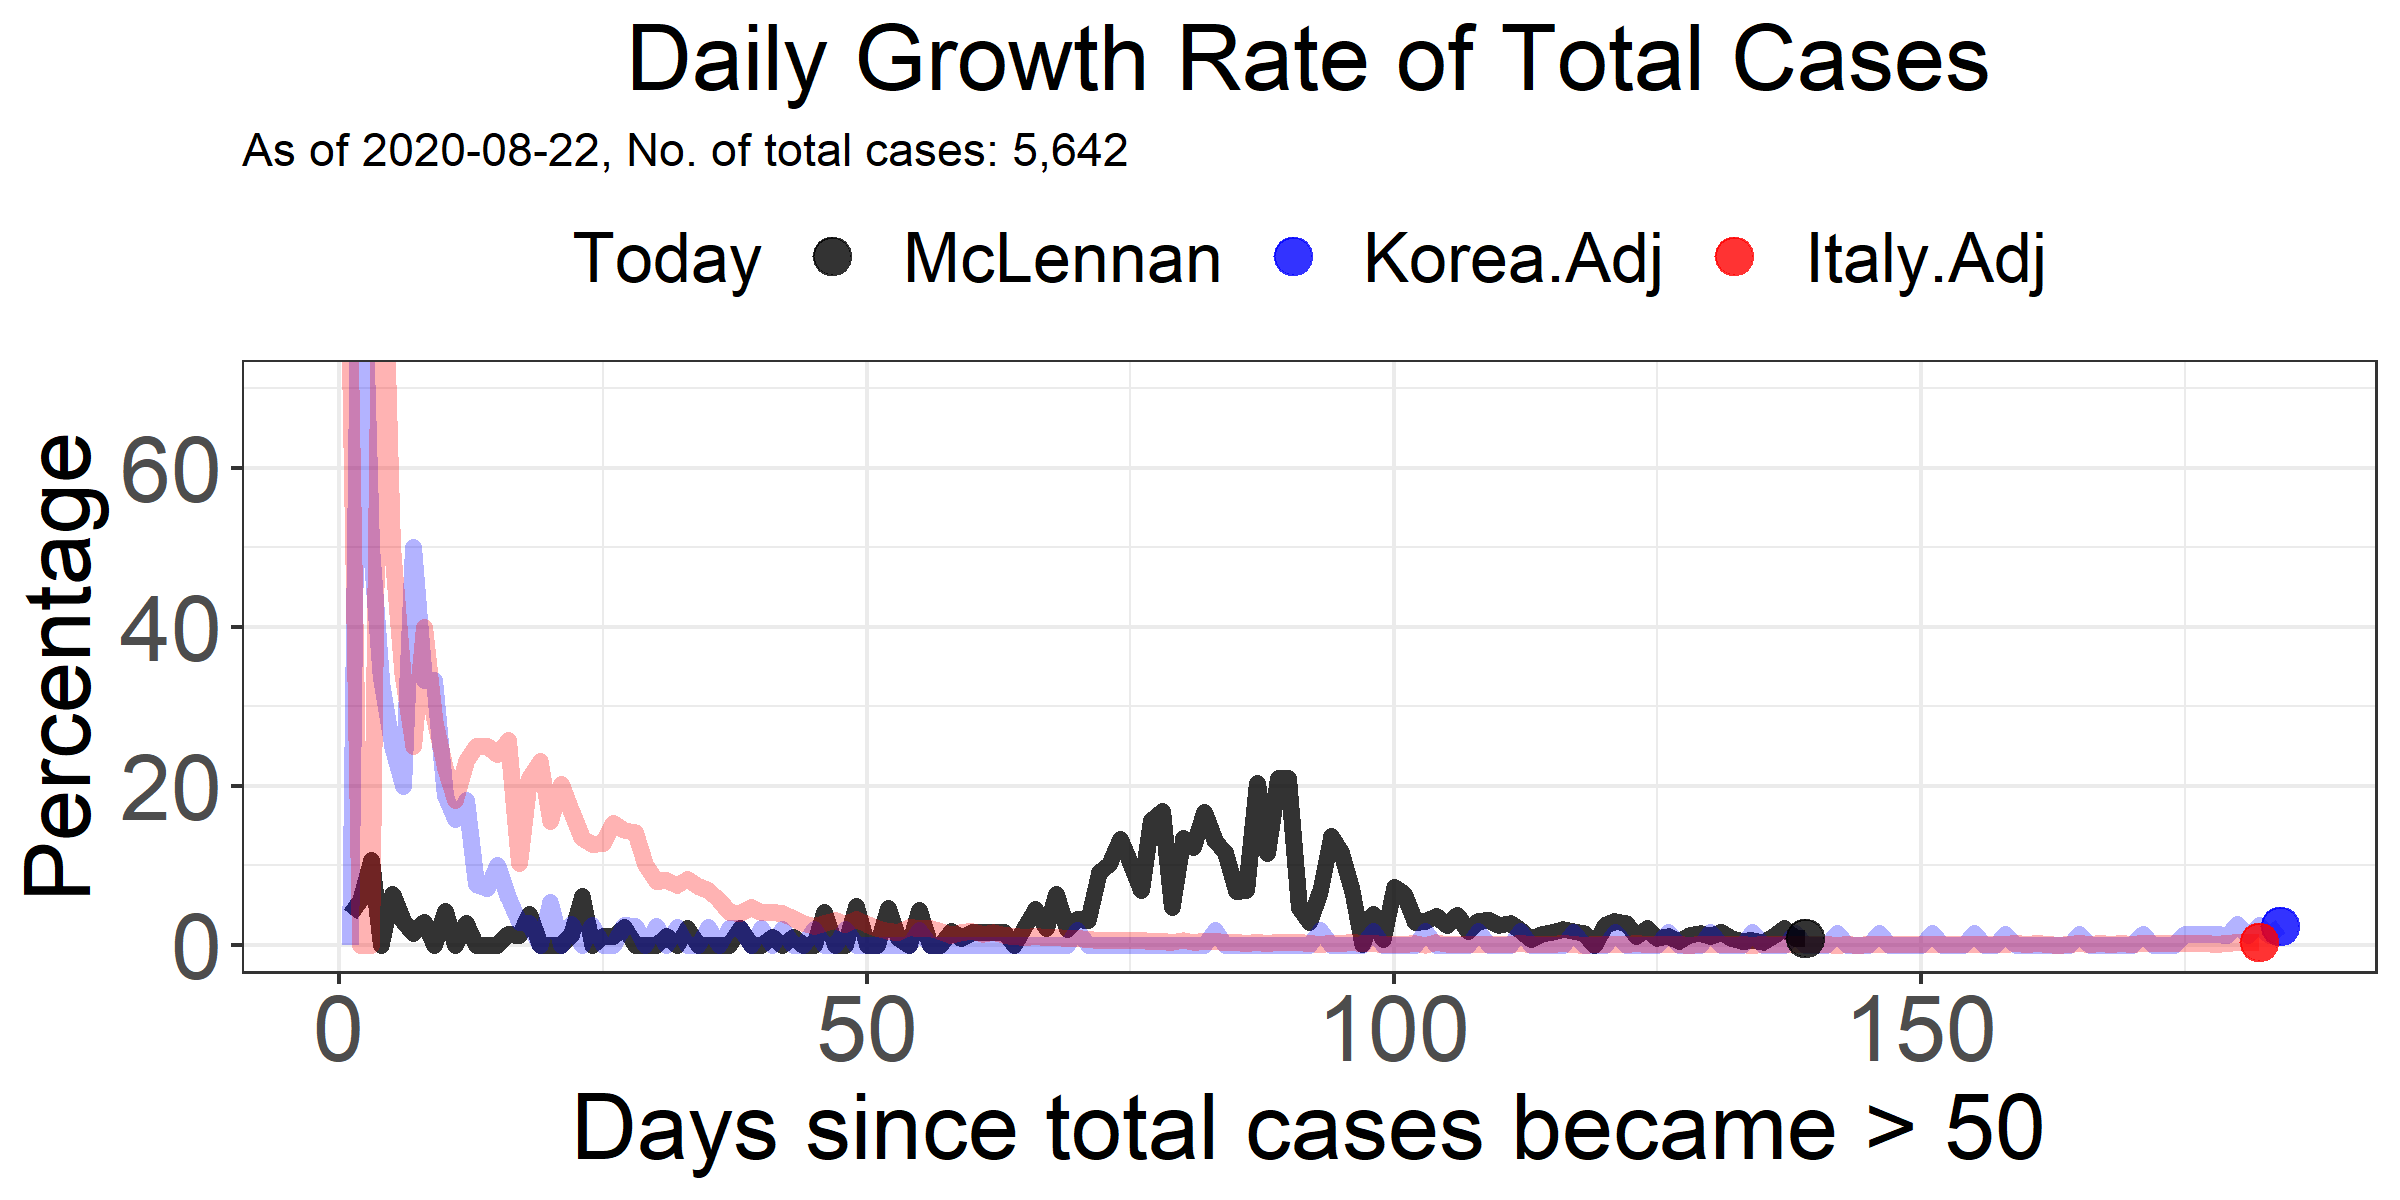 Daily Growth Rate of Total Cases
As of 2020-08-22, No. of total cases: 5,642
Today McLennan Korea.Adj Italy.Adj
Percentage
60
40
20
0
0 50 100 150
Days since total cases became > 50